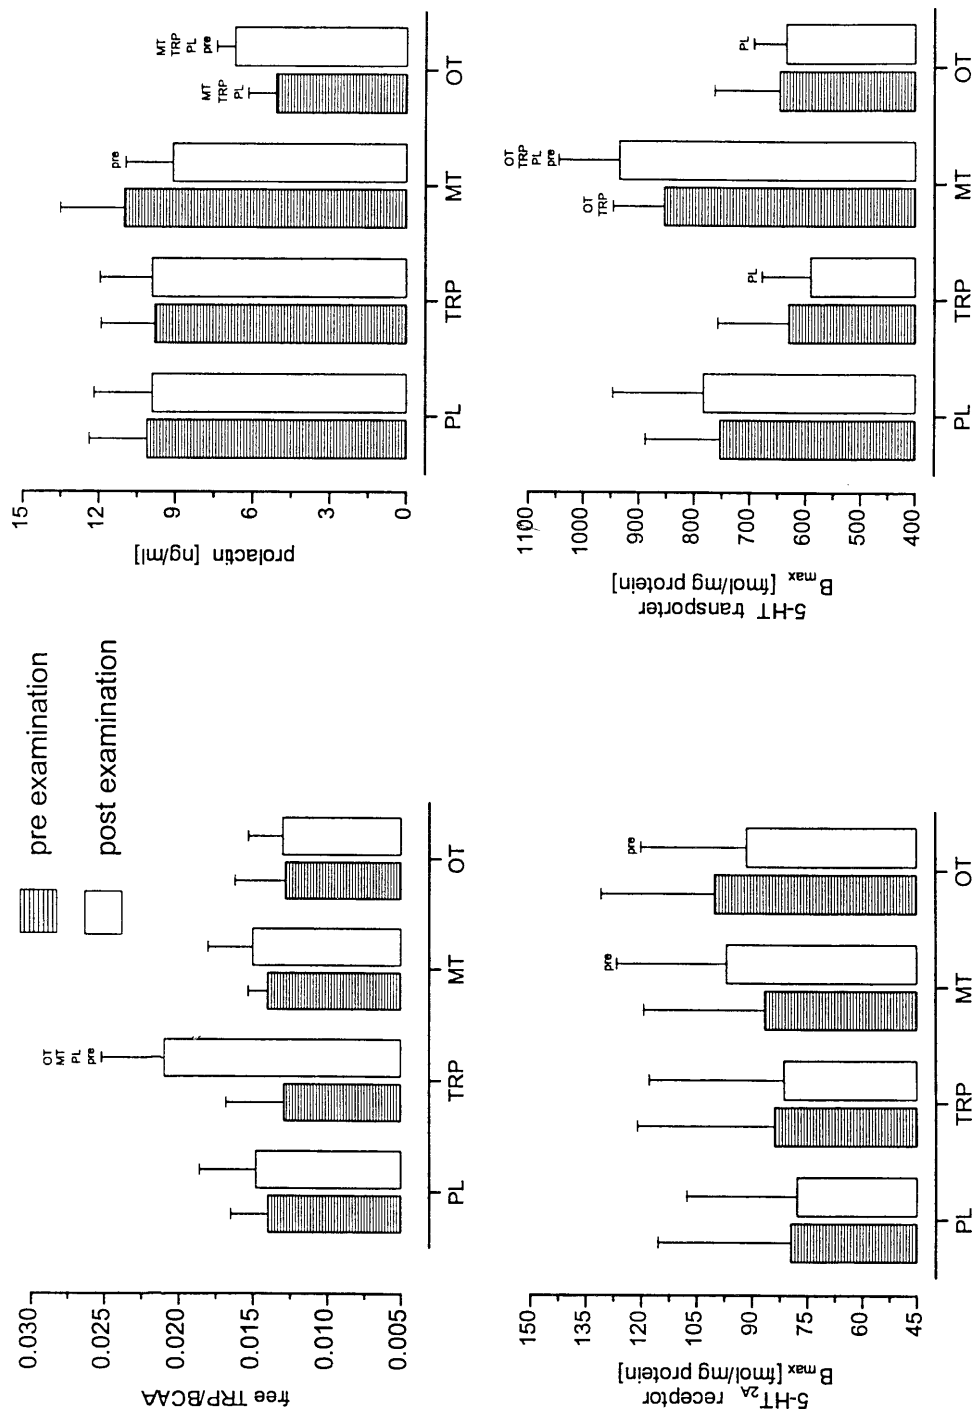 pre examination
post examination
free TRP/BCAA
0.030
0.025
0.020
0.015
0.010
0.005
OT
MT
PL
pre
PL
TRP
MT
OT
prolactin [ng/ml]
15
12
9
6
3
0
pre
MT
TRP
PL
MT
TRP
PL
pre
PL
TRP
MT
OT
5-HT2A receptor
Bmax [fmol/mg protein]
150
135
120
105
90
75
60
45
pre
pre
PL
TRP
MT
OT
5-HT transporter
Bmax [fmol/mg protein]
1100
1000
900
800
700
600
500
400
PL
OT
TRP
OT
TRP
PL
pre
PL
PL
TRP
MT
OT